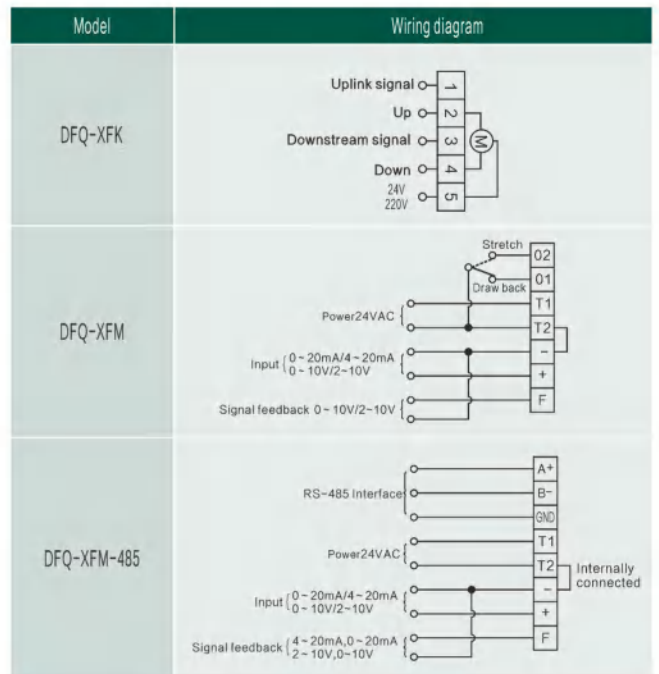 Model Wiring diagram
DFQ-XFK
Uplink signal 1
Up 2
Downstream signal 3 M
Down 4
24V
220V 5
DFQ-XFM
Stretch 02
01
Draw back
T1
Power24VAC
T2
Input 0~20mA/4~20mA -
0~10V/2~10V +
Signal feedback 0~10V/2~10V F
DFQ-XFM-485
A+
RS-485 Interface B-
GND
T1
Power24VAC
T2 Internally
connected
Input 0~20mA/4~20mA -
0~10V/2~10V +
Signal feedback 4~20mA,0~20mA F
2~10V,0~10V